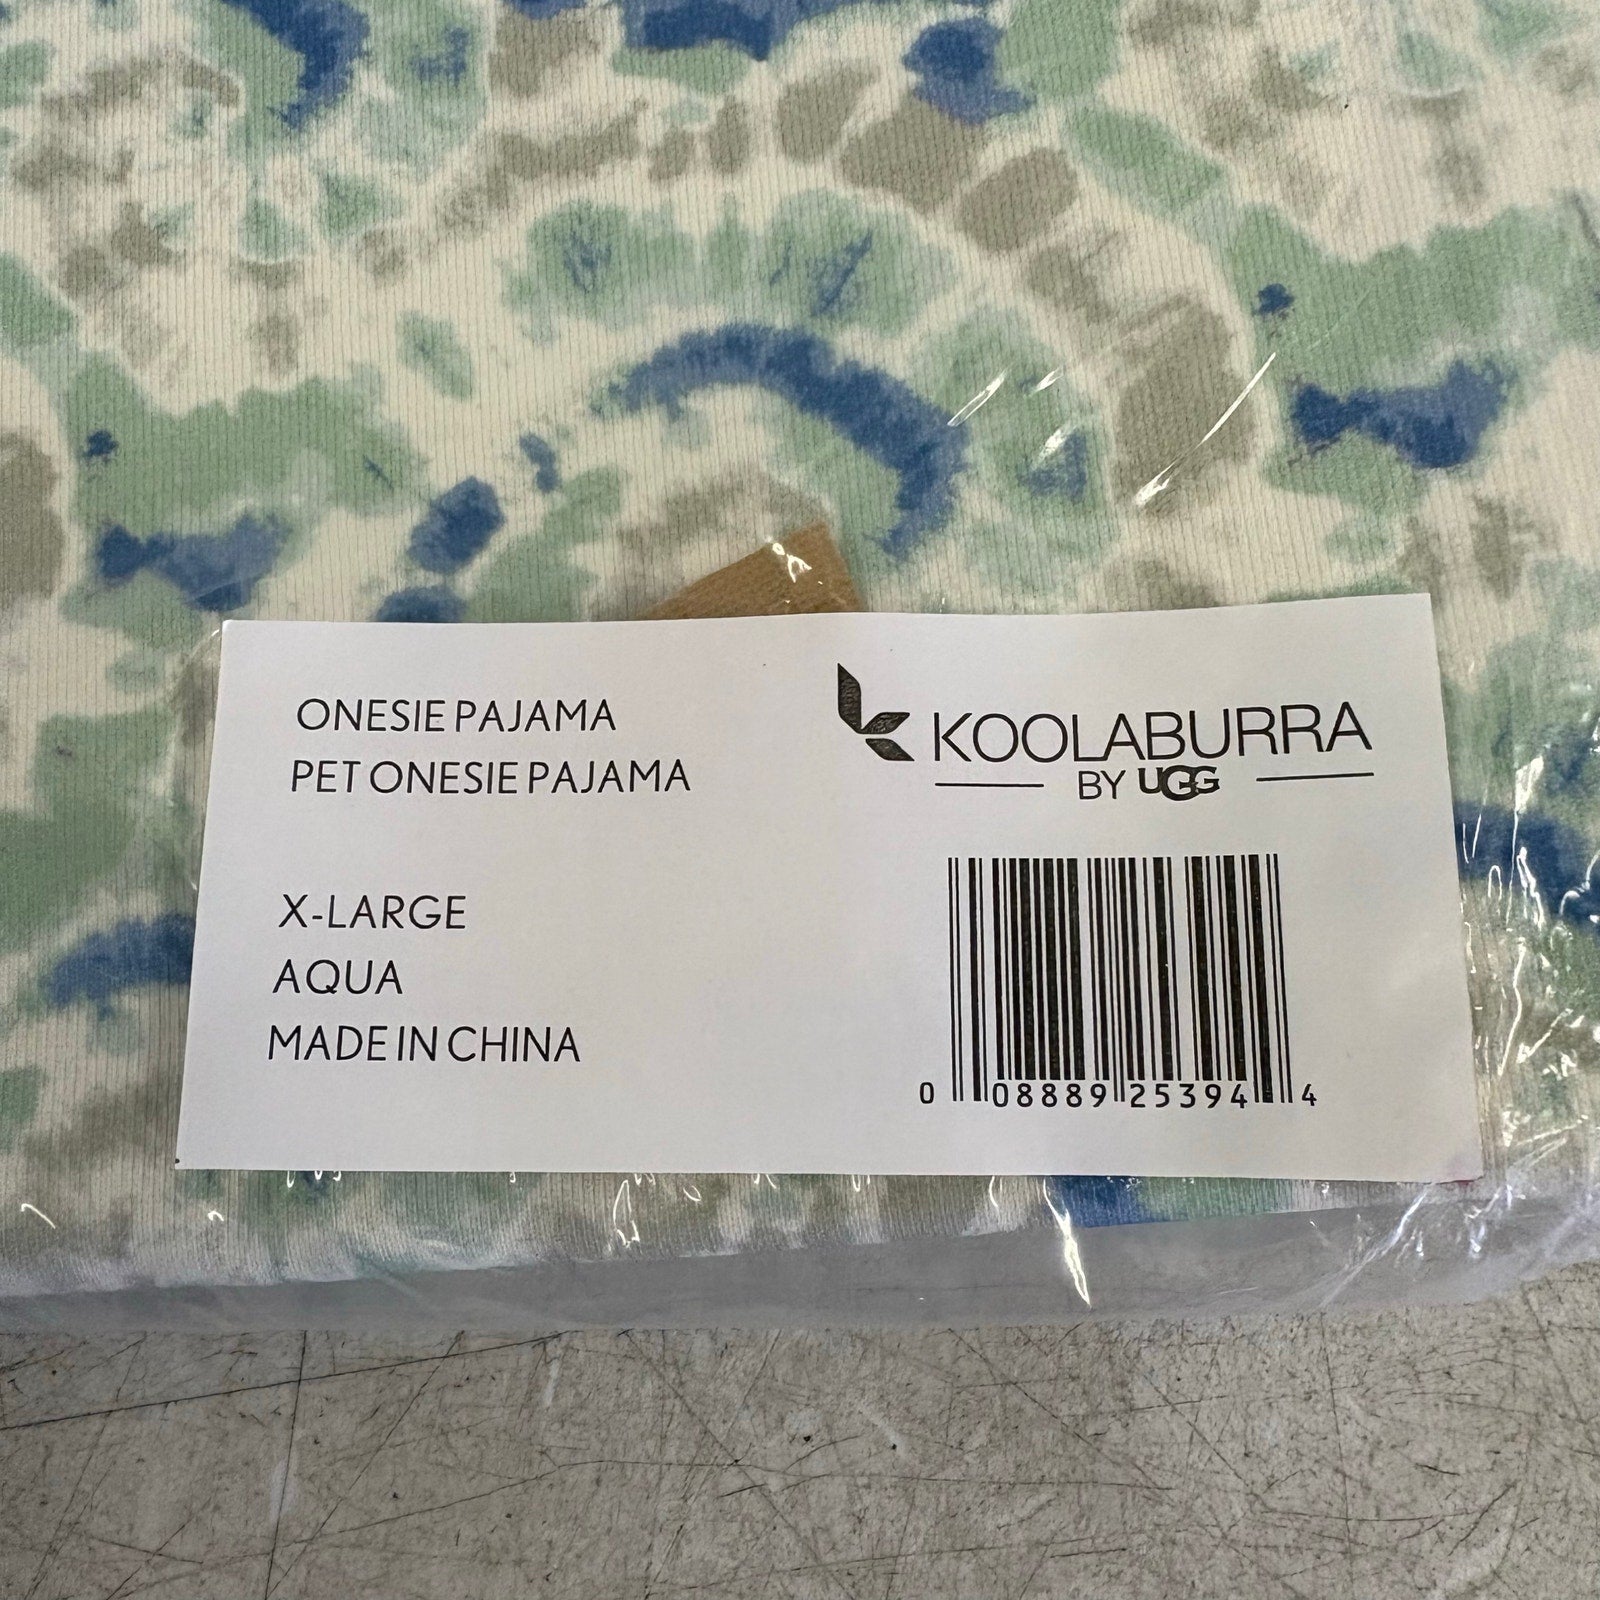 ONESIE PAJAMA
PET ONESIE PAJAMA
X-LARGE
AQUA
MADE IN CHINA
KOOLABURRA
BY UGG
0 08889 25394 4